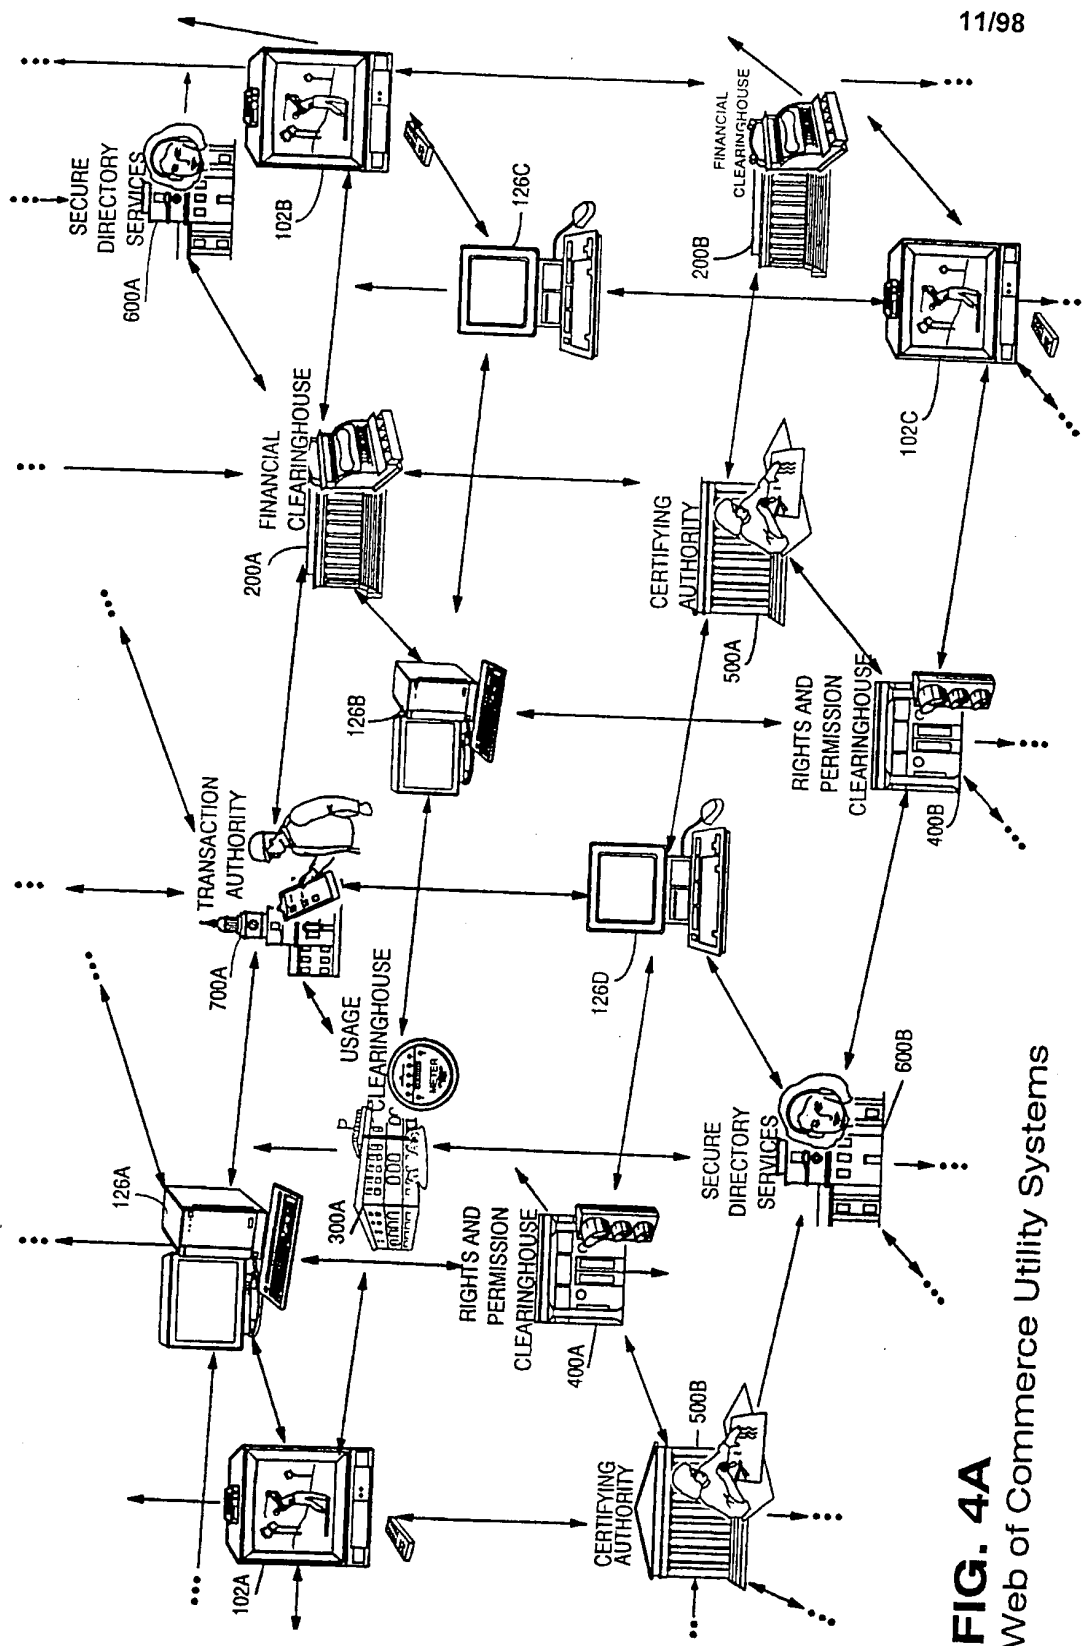 11/98
SECURE
DIRECTORY
SERVICES
600A
102B
126C
FINANCIAL
CLEARINGHOUSE
200B
102C
FINANCIAL
CLEARINGHOUSE
200A
CERTIFYING
AUTHORITY
500A
126B
RIGHTS AND
PERMISSION
CLEARINGHOUSE
400B
TRANSACTION
AUTHORITY
700A
126D
USAGE
CLEARINGHOUSE
METER
300A
126A
SECURE
DIRECTORY
SERVICES
600B
RIGHTS AND
PERMISSION
CLEARINGHOUSE
400A
102A
CERTIFYING
AUTHORITY
500B
FIG. 4A
Web of Commerce Utility Systems